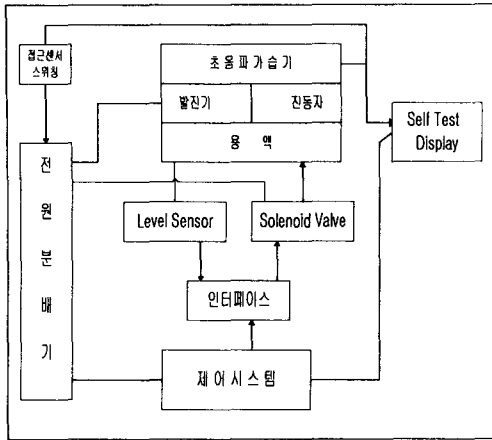 접근센서
스위칭
초음파가습기
발진기
진동자
용 액
Self Test
Display
전
원
분
배
기
Level Sensor
Solenoid Valve
인터페이스
제어시스템